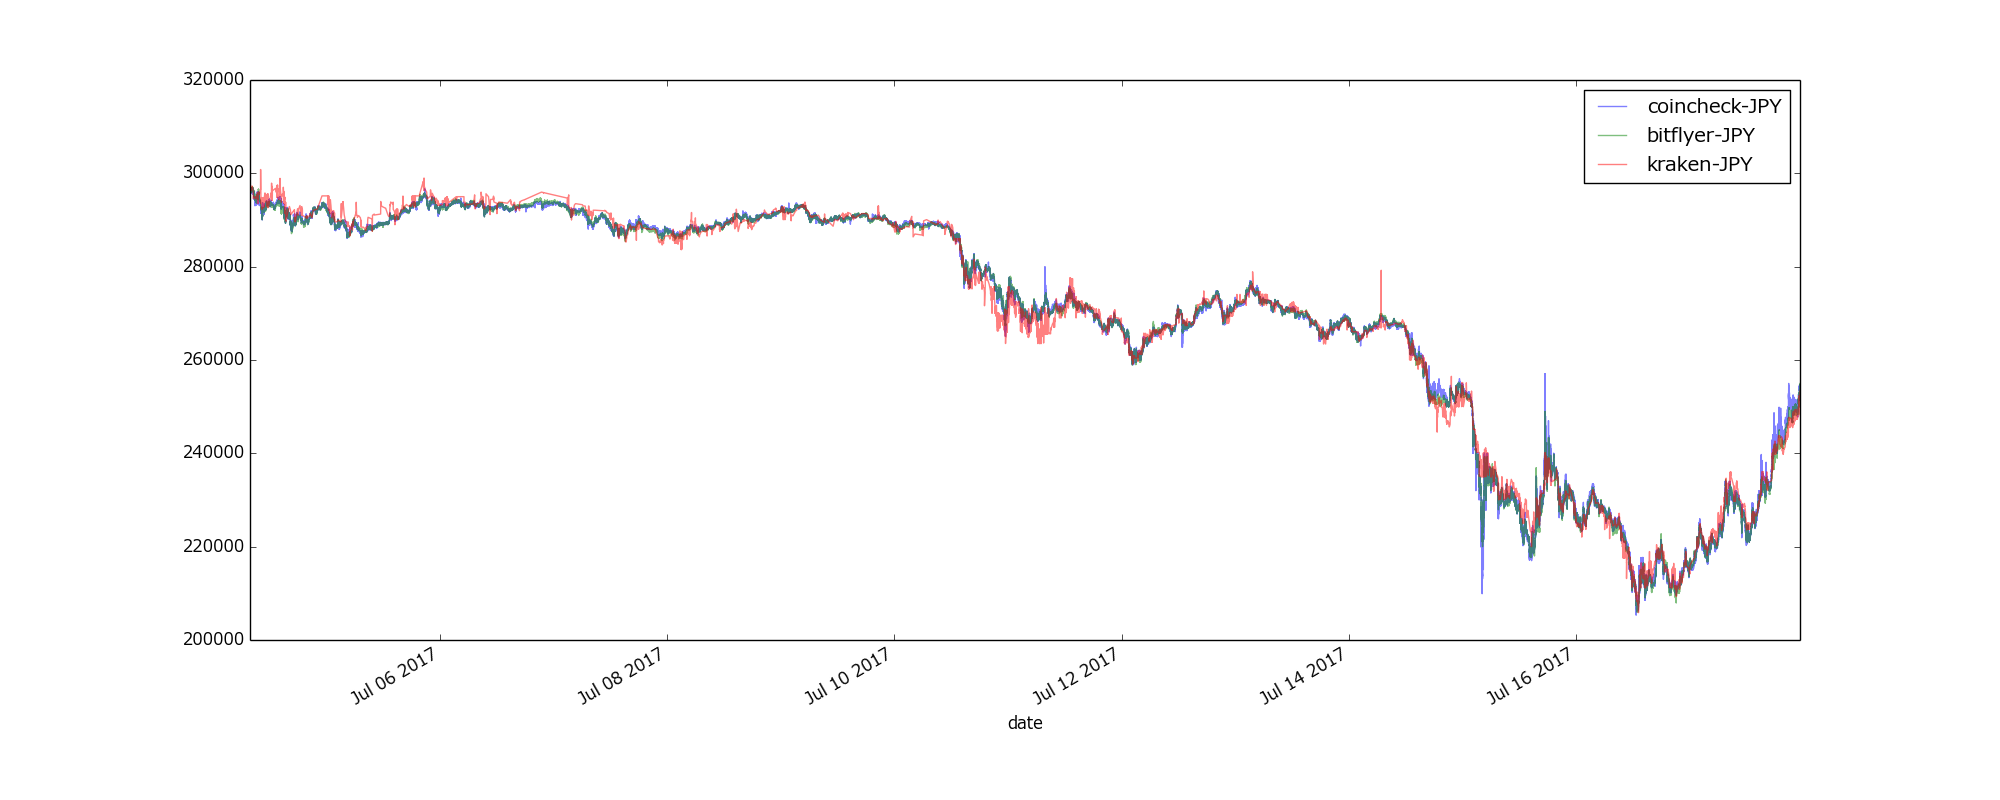 320000
300000
280000
260000
240000
220000
200000
coincheck-JPY
bitflyer-JPY
kraken-JPY
Jul 06 2017
Jul 08 2017
Jul 10 2017
Jul 12 2017
Jul 14 2017
Jul 16 2017
date